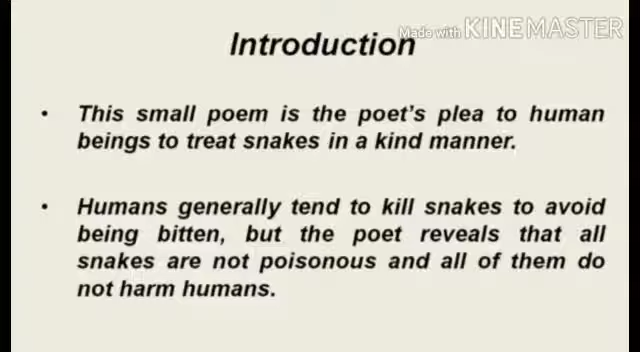 Made with KINEMASTER
Introduction
• This small poem is the poet's plea to human
beings to treat snakes in a kind manner.
• Humans generally tend to kill snakes to avoid
being bitten, but the poet reveals that all
snakes are not poisonous and all of them do
not harm humans.